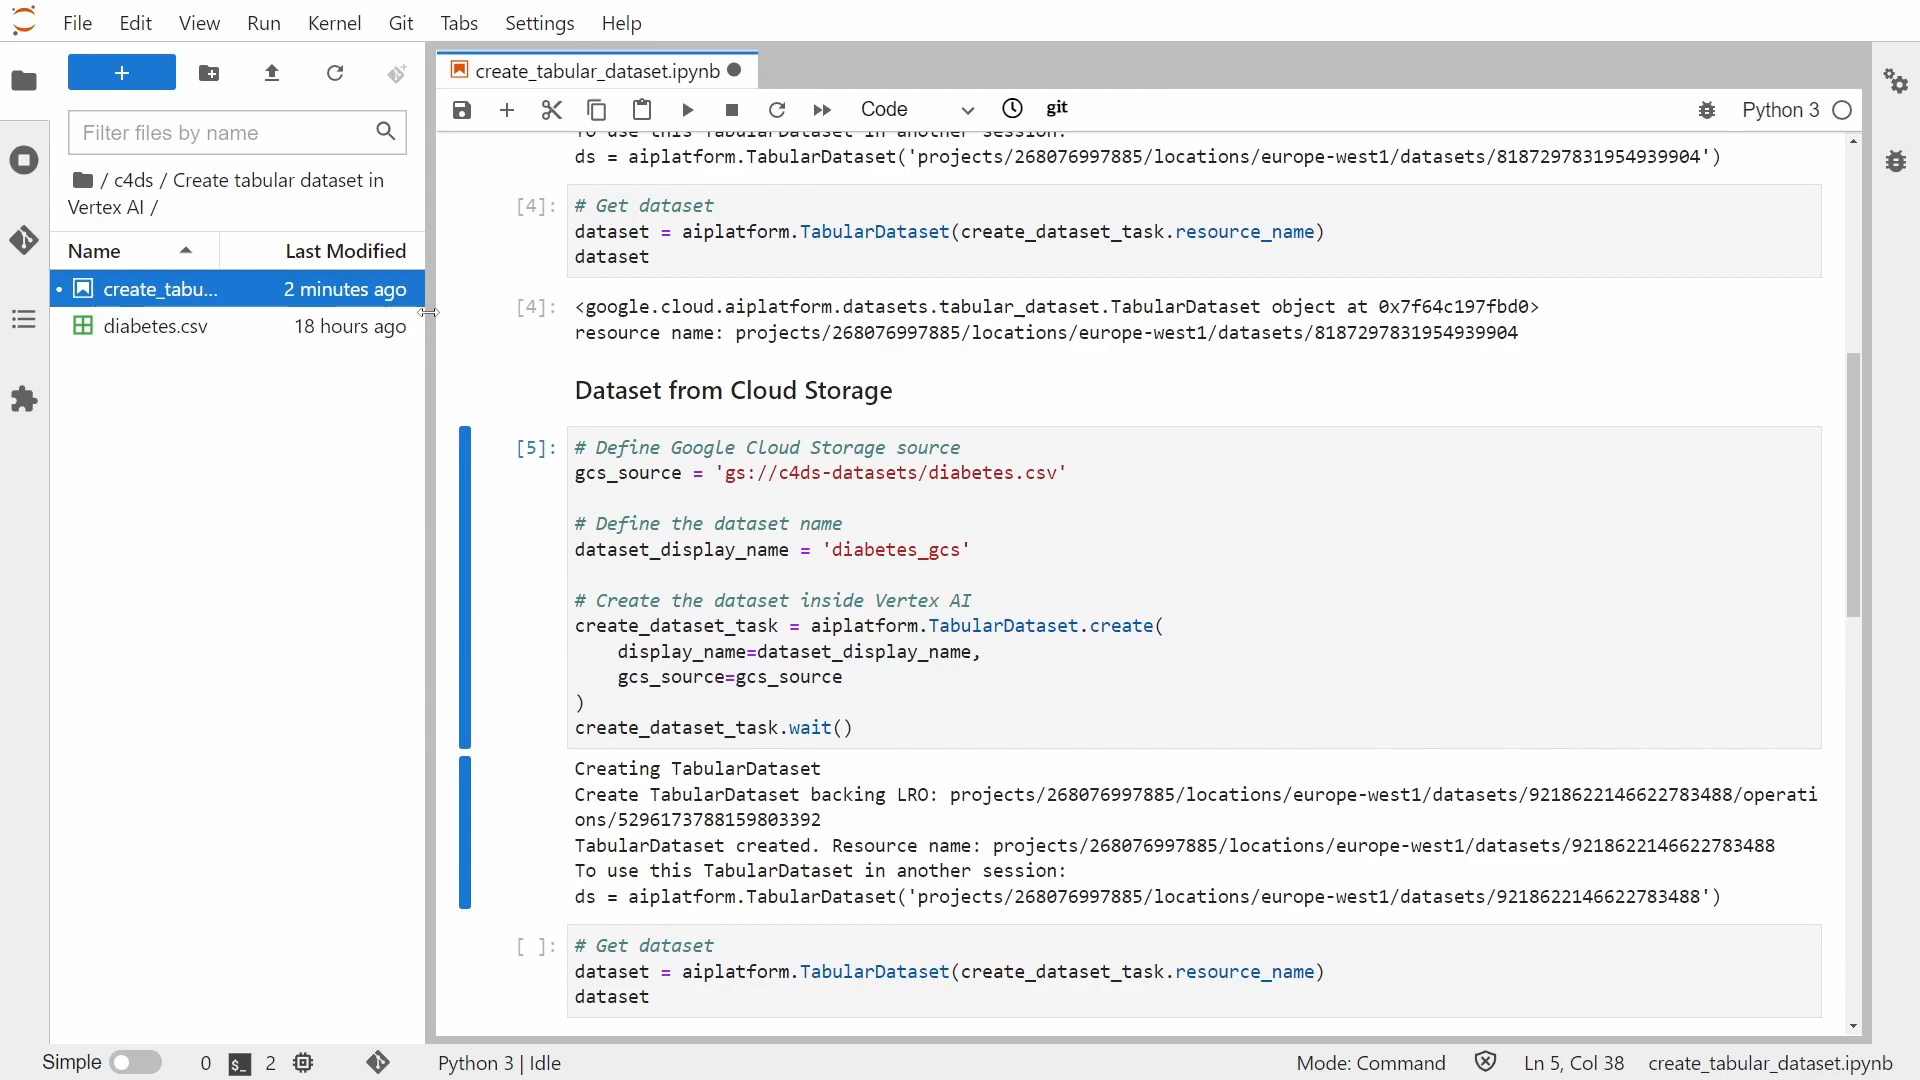 File Edit View Run Kernel Git Tabs Settings Help
+
Filter files by name
/ c4ds / Create tabular dataset in
Vertex AI /
Name Last Modified
create_tabu... 2 minutes ago
diabetes.csv 18 hours ago
create_tabular_dataset.ipynb
Code git Python 3
To use this TabularDataset in another session:
ds = aiplatform.TabularDataset('projects/268076997885/locations/europe-west1/datasets/8187297831954939904')
[4]: # Get dataset
dataset = aiplatform.TabularDataset(create_dataset_task.resource_name)
dataset
[4]: <google.cloud.aiplatform.datasets.tabular_dataset.TabularDataset object at 0x7f64c197fbd0>
resource name: projects/268076997885/locations/europe-west1/datasets/8187297831954939904
Dataset from Cloud Storage
[5]: # Define Google Cloud Storage source
gcs_source = 'gs://c4ds-datasets/diabetes.csv'
# Define the dataset name
dataset_display_name = 'diabetes_gcs'
# Create the dataset inside Vertex AI
create_dataset_task = aiplatform.TabularDataset.create(
display_name=dataset_display_name,
gcs_source=gcs_source
)
create_dataset_task.wait()
Creating TabularDataset
Create TabularDataset backing LRO: projects/268076997885/locations/europe-west1/datasets/9218622146622783488/operati
ons/5296173788159803392
TabularDataset created. Resource name: projects/268076997885/locations/europe-west1/datasets/9218622146622783488
To use this TabularDataset in another session:
ds = aiplatform.TabularDataset('projects/268076997885/locations/europe-west1/datasets/9218622146622783488')
[ ]: # Get dataset
dataset = aiplatform.TabularDataset(create_dataset_task.resource_name)
dataset
Simple 0 $_ 2 Python 3 | Idle Mode: Command Ln 5, Col 38 create_tabular_dataset.ipynb